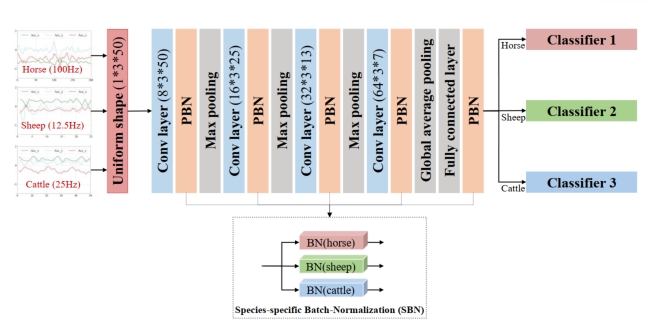 Horse (100Hz)
Sheep (12.5Hz)
Cattle (25Hz)
Uniform shape (1*3*50)
Conv layer (8*3*50)
PBN
Max pooling
Conv layer (16*3*25)
PBN
Max pooling
Conv layer (32*3*13)
PBN
Max pooling
Conv layer (64*3*7)
PBN
Global average pooling
Fully connected layer
PBN
Horse
Classifier 1
Sheep
Classifier 2
Cattle
Classifier 3
BN(horse)
BN(sheep)
BN(cattle)
Species-specific Batch-Normalization (SBN)